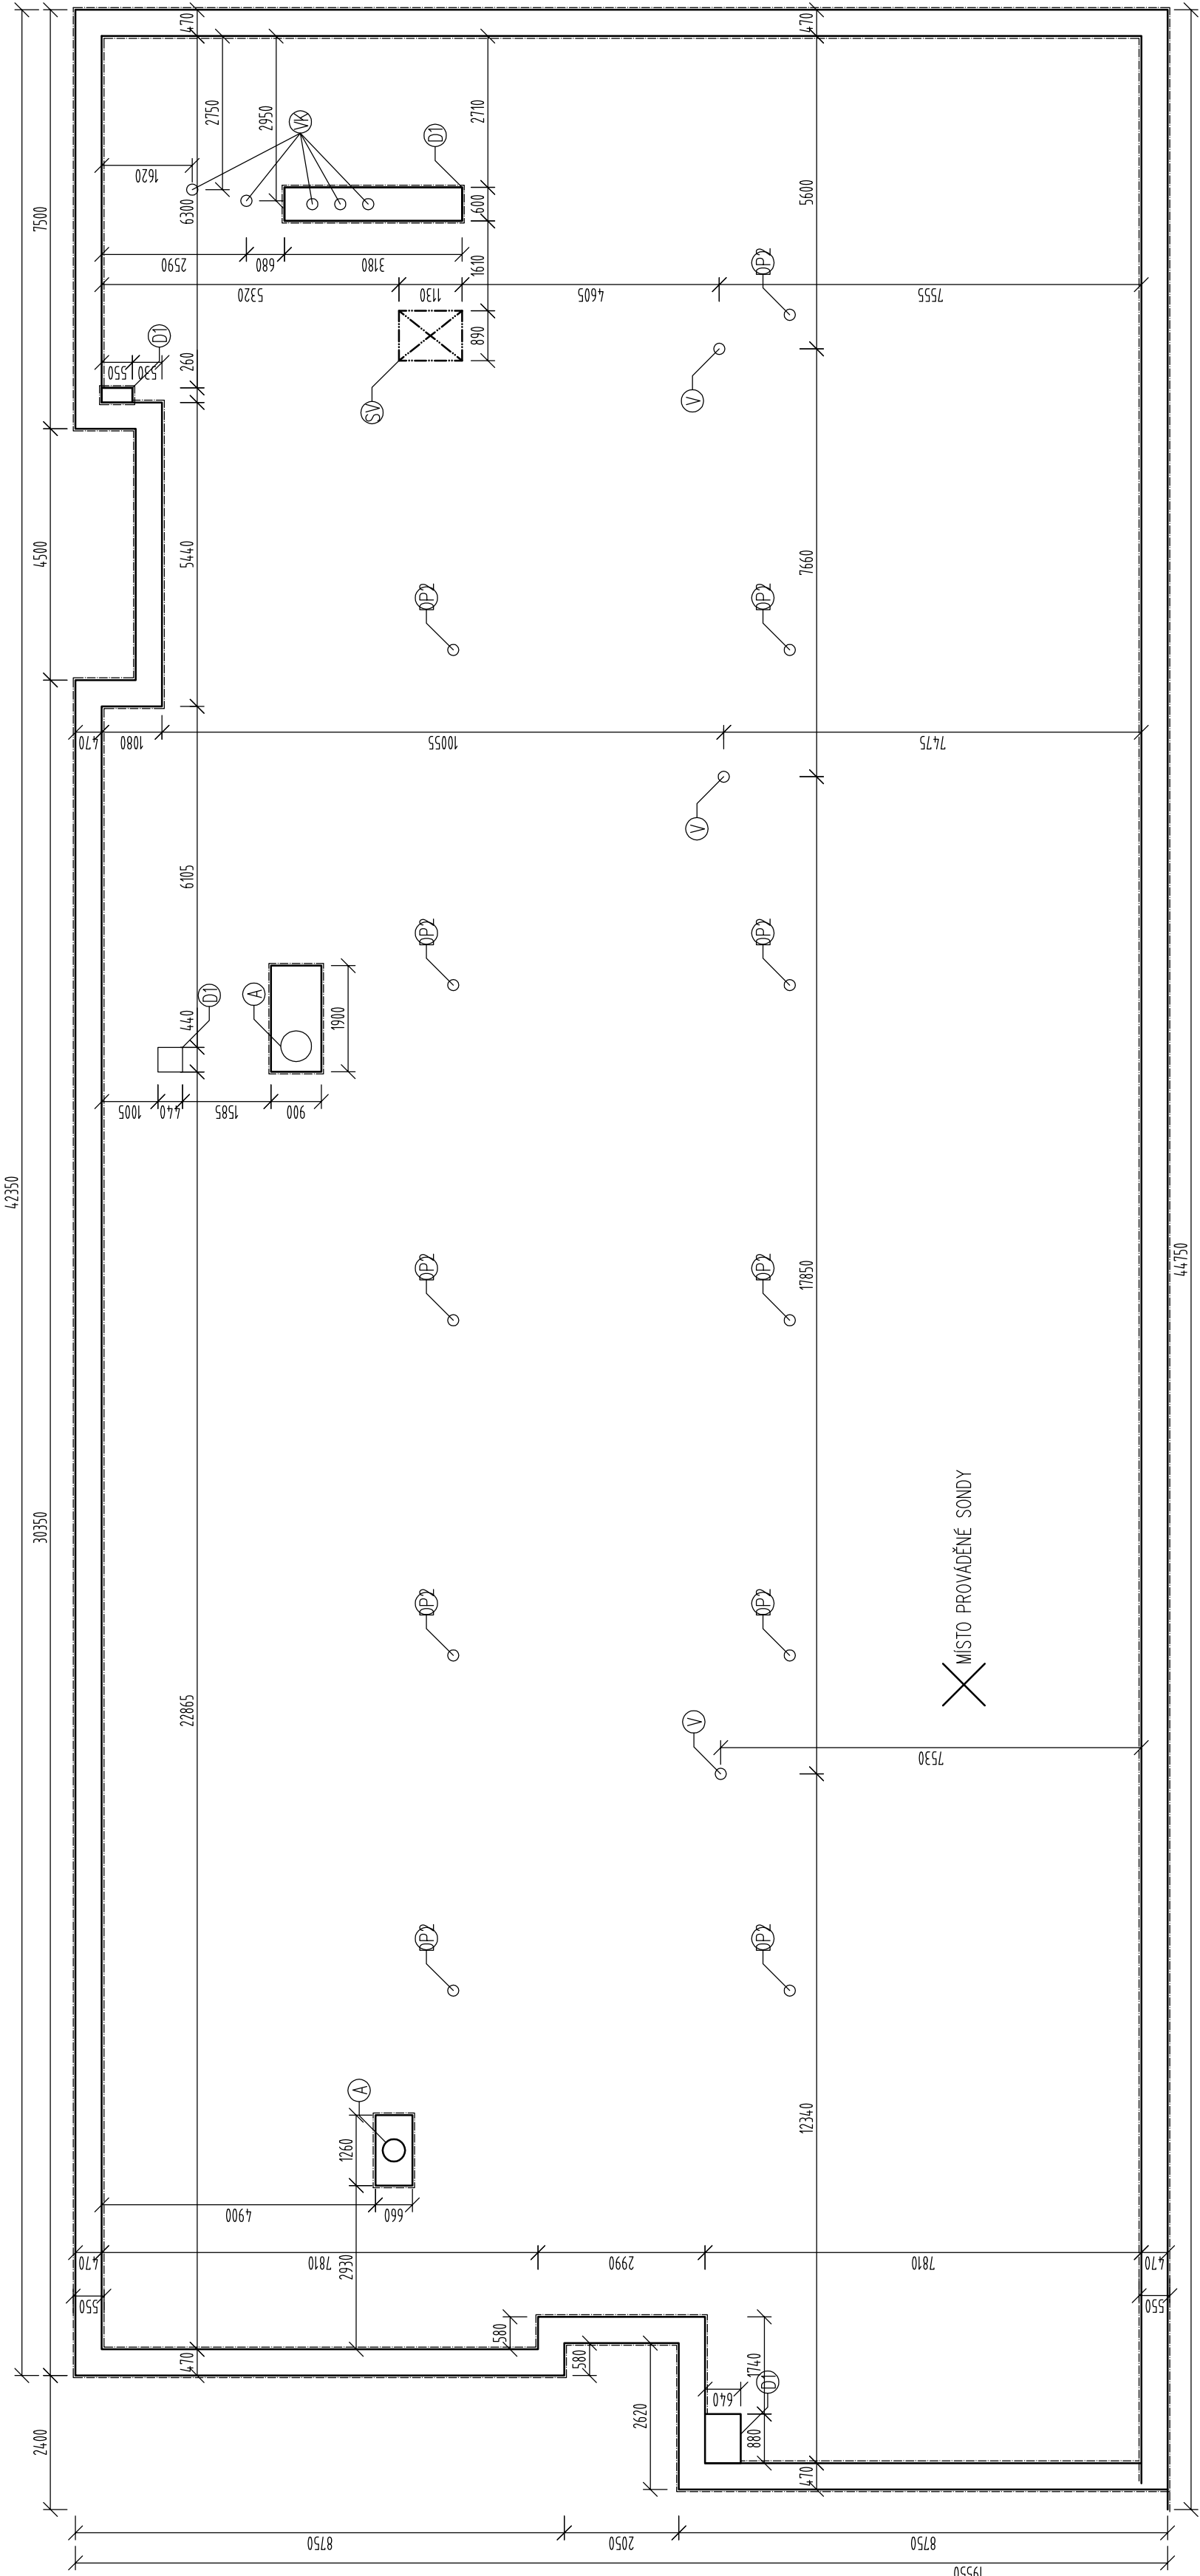 470
470
7500
2750
2950
2710
1620
VK
D1
6300
600
5600
2590
680
3180
1610
5320
1130
4605
7555
DP2
D1
550
530
260
890
SV
V
4500
5440
DP2
DP2
7660
470
1080
10055
7475
V
6105
DP2
DP2
D1
A
440
1900
1005
440
1585
900
42350
44750
DP2
DP2
17850
30350
MÍSTO PROVÁDĚNÉ SONDY
DP2
DP2
22865
V
7530
DP2
DP2
A
1260
12340
4900
660
470
7810
2990
7810
470
2930
550
550
580
580
470
1740
640
D1
2620
2400
880
470
8750
2050
8750
19550